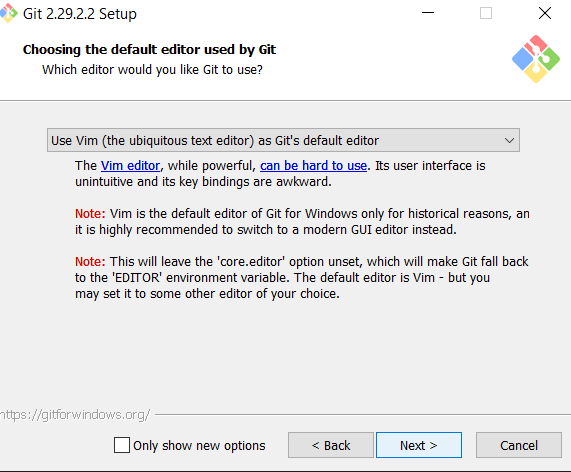 Git 2.29.2.2 Setup
Choosing the default editor used by Git
Which editor would you like Git to use?
Use Vim (the ubiquitous text editor) as Git's default editor
The Vim editor, while powerful, can be hard to use. Its user interface is
unintuitive and its key bindings are awkward.
Note: Vim is the default editor of Git for Windows only for historical reasons, an
it is highly recommended to switch to a modern GUI editor instead.
Note: This will leave the 'core.editor' option unset, which will make Git fall back
to the 'EDITOR' environment variable. The default editor is Vim - but you
may set it to some other editor of your choice.
https://gitforwindows.org/
Only show new options
< Back
Next >
Cancel